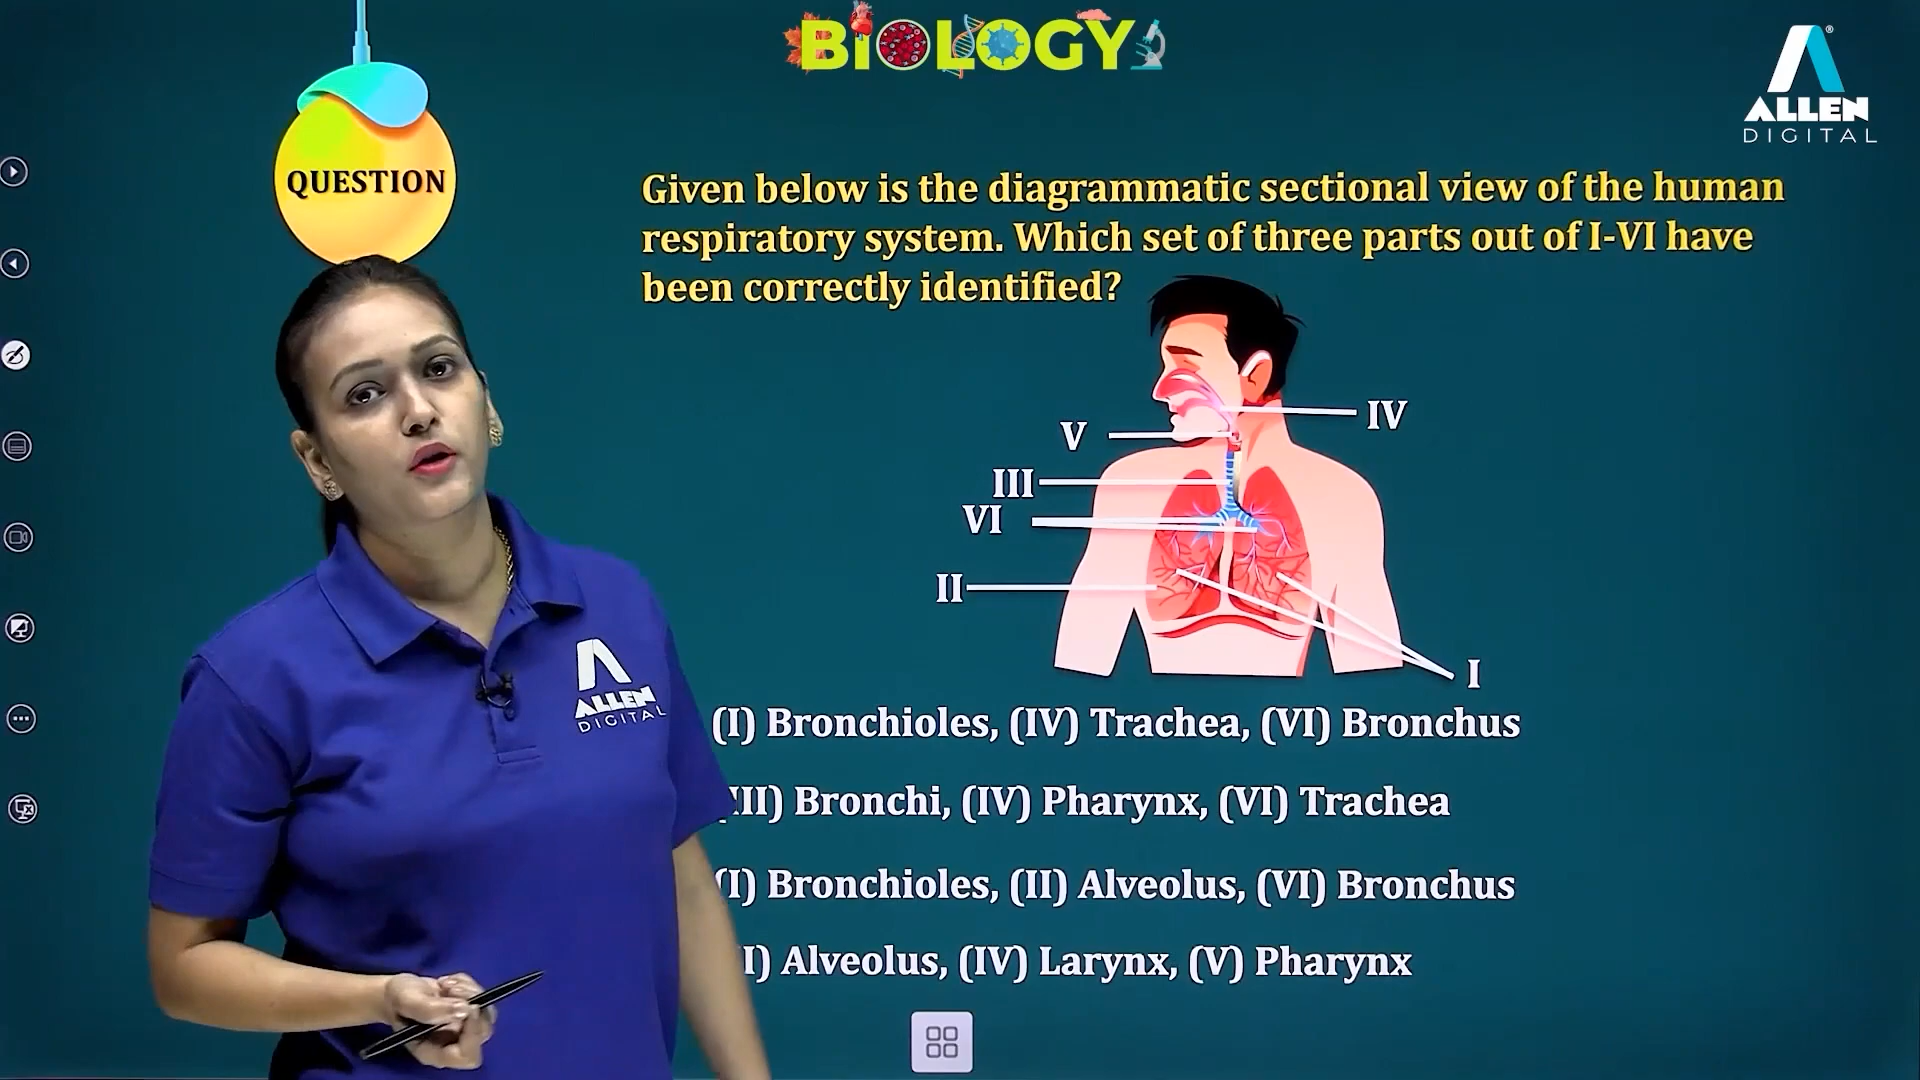 BIOLOGY
ALLEN
DIGITAL
QUESTION
Given below is the diagrammatic sectional view of the human
respiratory system. Which set of three parts out of I-VI have
been correctly identified?
IV
V
III
VI
II
I
ALLEN
DIGITAL
(I) Bronchioles, (IV) Trachea, (VI) Bronchus
Bronchi, (IV) Pharynx, (VI) Trachea
(I) Bronchioles, (II) Alveolus, (VI) Bronchus
Alveolus, (IV) Larynx, (V) Pharynx